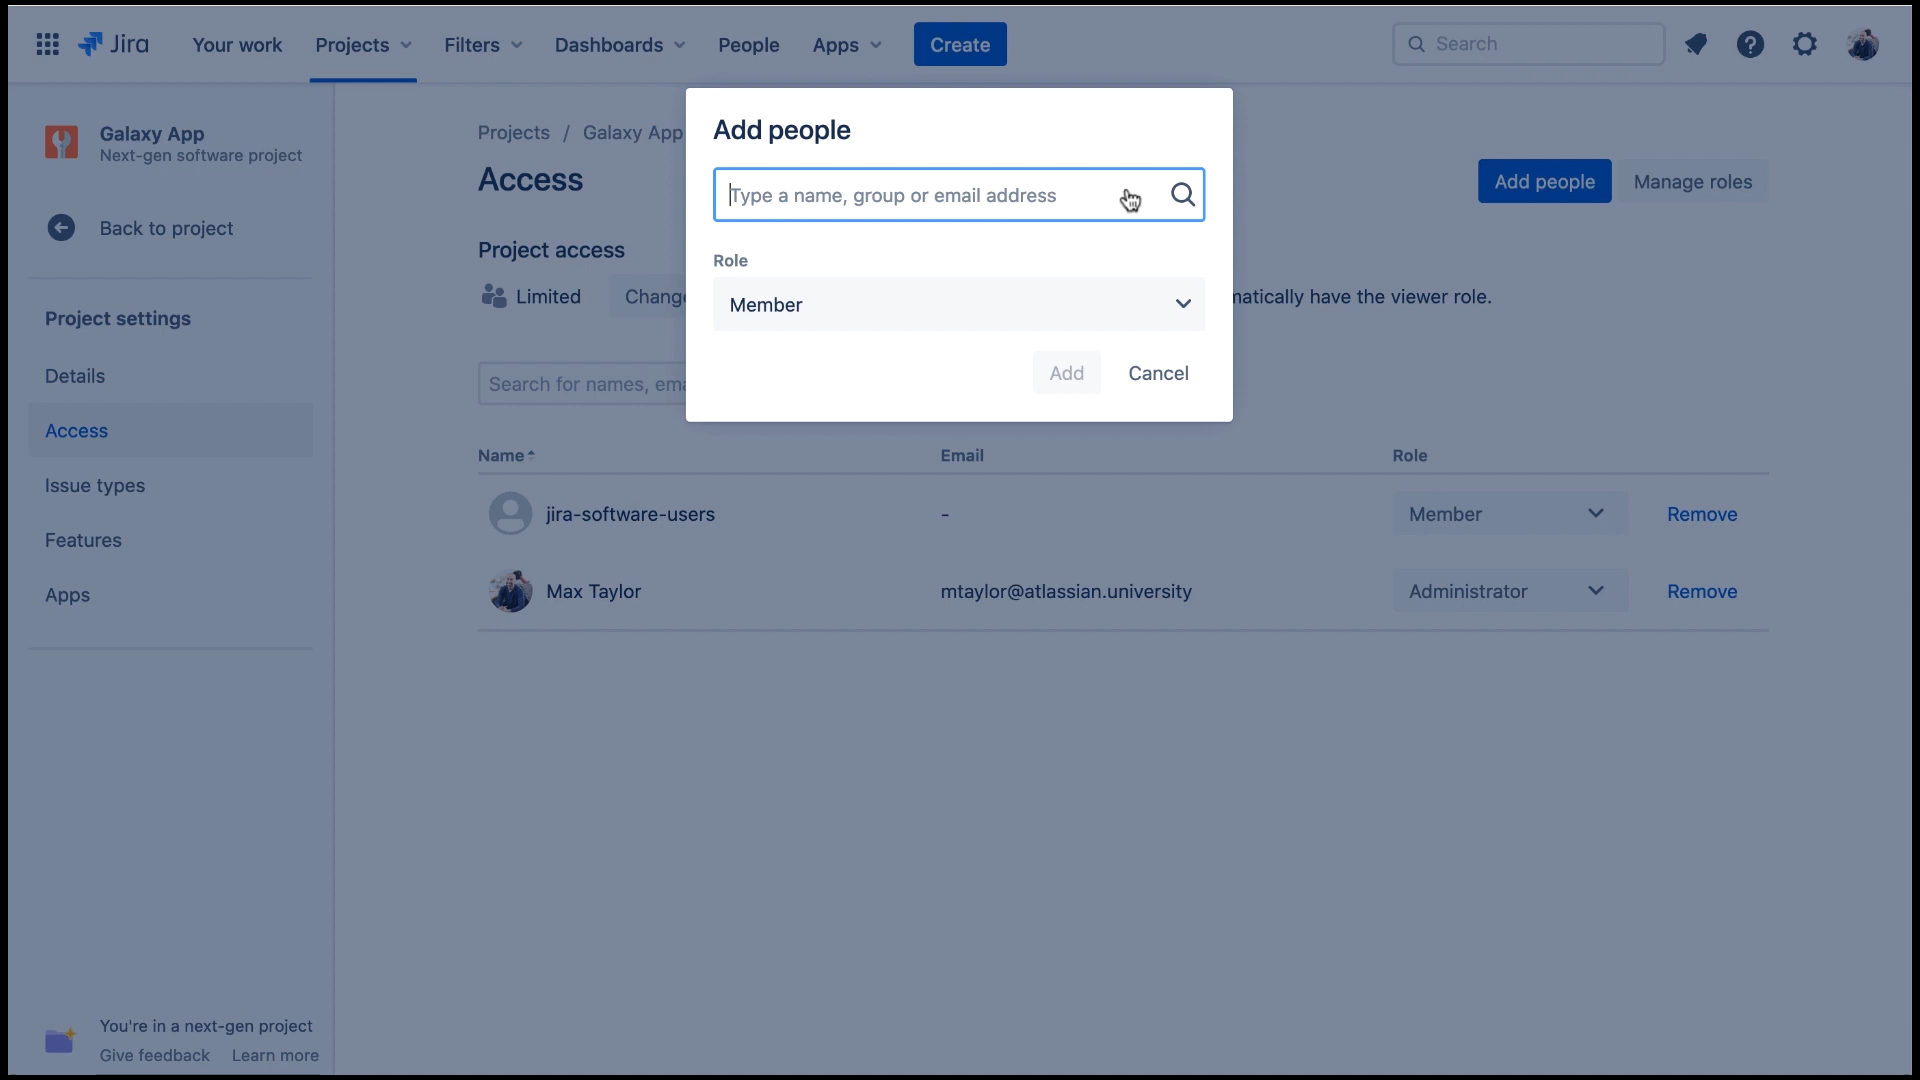 Jira
Your work
Projects
Filters
Dashboards
People
Apps
Create
Search
Galaxy App
Next-gen software project
Back to project
Project settings
Details
Access
Issue types
Features
Apps
You're in a next-gen project
Give feedback Learn more
Projects / Galaxy App
Access
Add people
Manage roles
Project access
Limited
Change
matically have the viewer role.
Search for names, ema
Add people
Type a name, group or email address
Role
Member
Add
Cancel
Name Email Role
jira-software-users - Member Remove
Max Taylor mtaylor@atlassian.university Administrator Remove